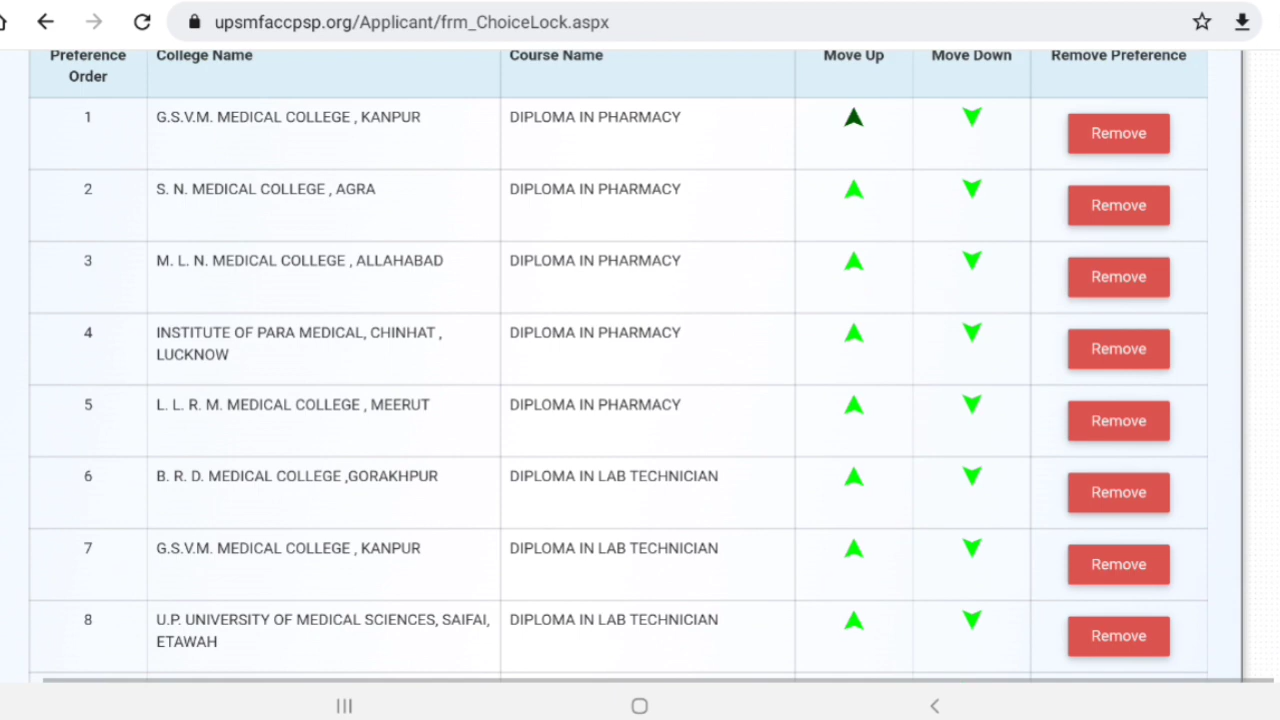 upsmfaccpsp.org/Applicant/frm_ChoiceLock.aspx
Preference Order College Name Course Name Move Up Move Down Remove Preference
1 G.S.V.M. MEDICAL COLLEGE , KANPUR DIPLOMA IN PHARMACY Remove
2 S. N. MEDICAL COLLEGE , AGRA DIPLOMA IN PHARMACY Remove
3 M. L. N. MEDICAL COLLEGE , ALLAHABAD DIPLOMA IN PHARMACY Remove
4 INSTITUTE OF PARA MEDICAL, CHINHAT , LUCKNOW DIPLOMA IN PHARMACY Remove
5 L. L. R. M. MEDICAL COLLEGE , MEERUT DIPLOMA IN PHARMACY Remove
6 B. R. D. MEDICAL COLLEGE ,GORAKHPUR DIPLOMA IN LAB TECHNICIAN Remove
7 G.S.V.M. MEDICAL COLLEGE , KANPUR DIPLOMA IN LAB TECHNICIAN Remove
8 U.P. UNIVERSITY OF MEDICAL SCIENCES, SAIFAI, ETAWAH DIPLOMA IN LAB TECHNICIAN Remove